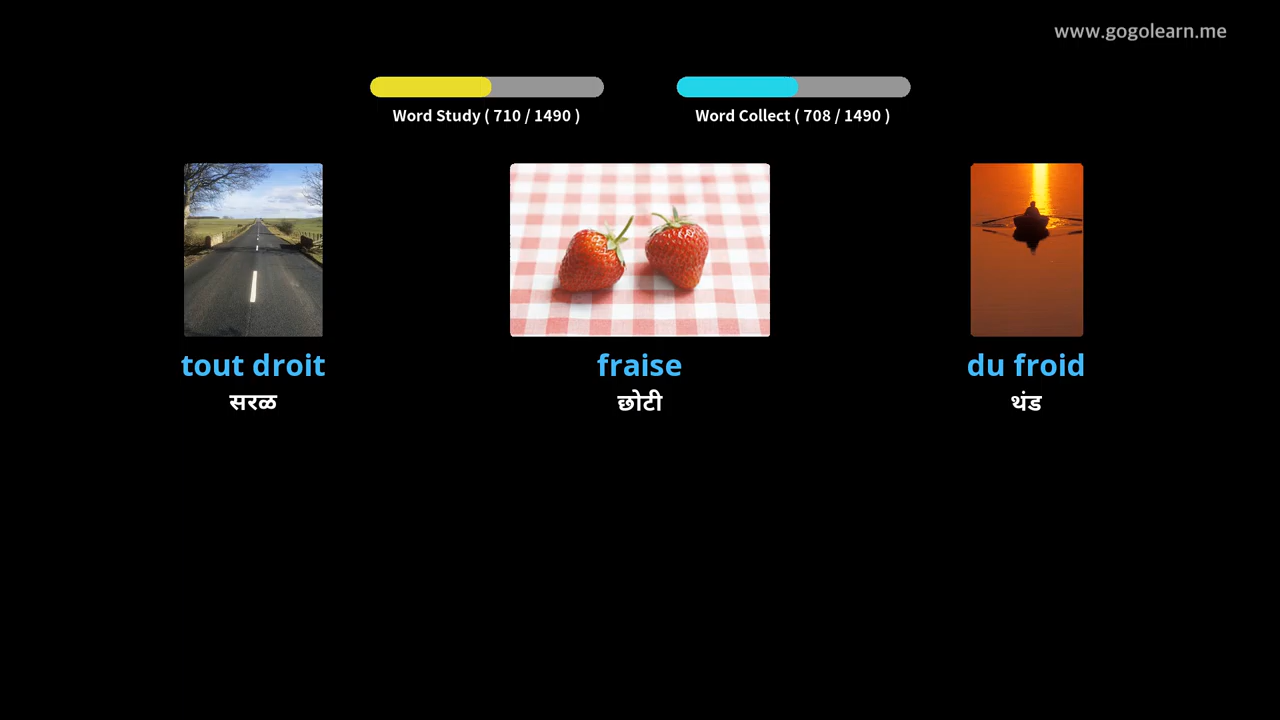 www.gogolearn.me
Word Study ( 710 / 1490 )
Word Collect ( 708 / 1490 )
tout droit
fraise
du froid
सरळ
छोटी
थंड